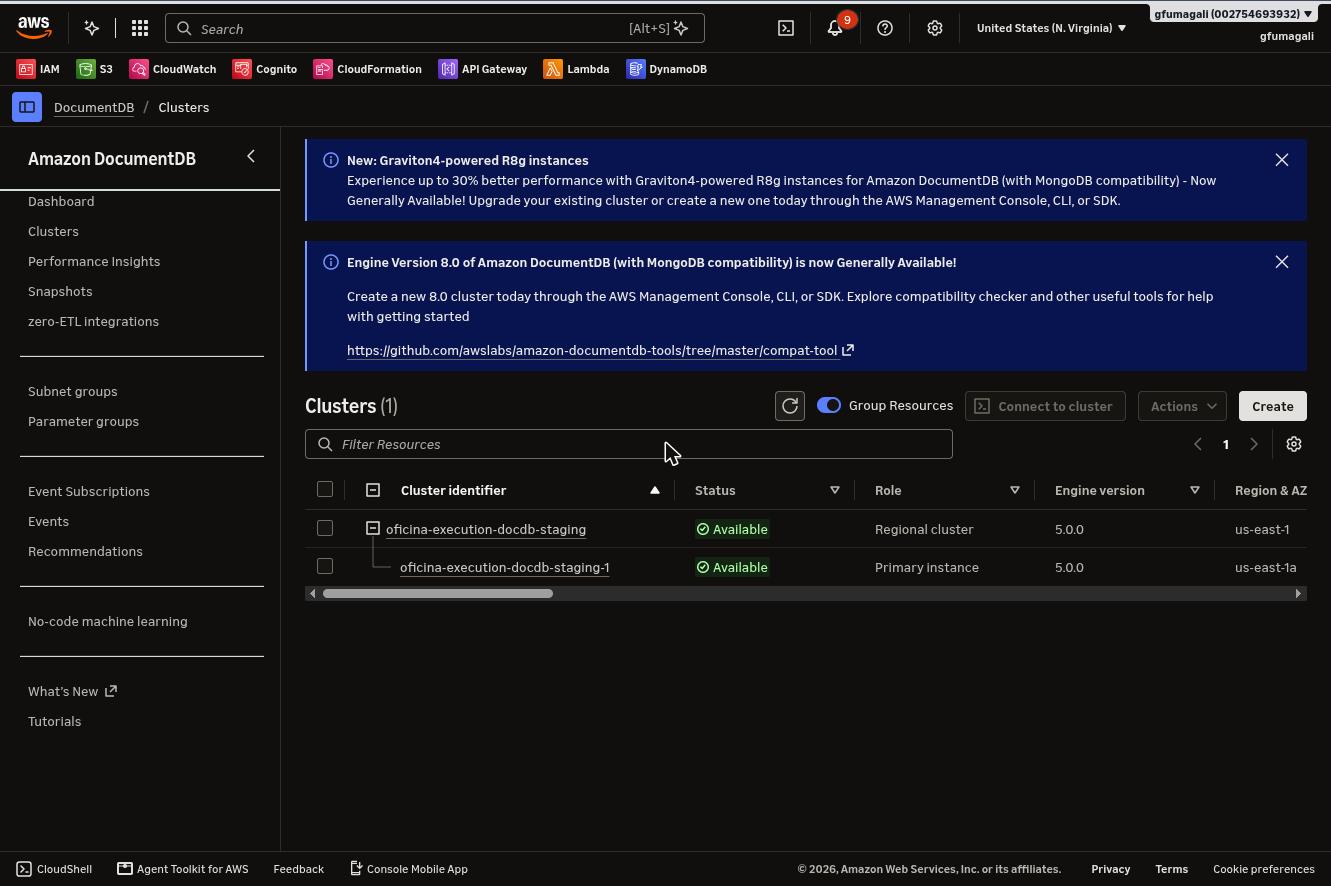 aws
Search
[Alt+S]
9
United States (N. Virginia)
gfumagali (002754693932)
gfumagali
IAM
S3
CloudWatch
Cognito
CloudFormation
API Gateway
Lambda
DynamoDB
DocumentDB / Clusters
Amazon DocumentDB
Dashboard
Clusters
Performance Insights
Snapshots
zero-ETL integrations
Subnet groups
Parameter groups
Event Subscriptions
Events
Recommendations
No-code machine learning
What's New
Tutorials
New: Graviton4-powered R8g instances
Experience up to 30% better performance with Graviton4-powered R8g instances for Amazon DocumentDB (with MongoDB compatibility) - Now
Generally Available! Upgrade your existing cluster or create a new one today through the AWS Management Console, CLI, or SDK.
Engine Version 8.0 of Amazon DocumentDB (with MongoDB compatibility) is now Generally Available!
Create a new 8.0 cluster today through the AWS Management Console, CLI, or SDK. Explore compatibility checker and other useful tools for help
with getting started
https://github.com/awslabs/amazon-documentdb-tools/tree/master/compat-tool
Clusters (1)
Group Resources
Connect to cluster
Actions
Create
Filter Resources
1
Cluster identifier Status Role Engine version Region & AZ
oficina-execution-docdb-staging Available Regional cluster 5.0.0 us-east-1
oficina-execution-docdb-staging-1 Available Primary instance 5.0.0 us-east-1a
CloudShell
Agent Toolkit for AWS
Feedback
Console Mobile App
© 2026, Amazon Web Services, Inc. or its affiliates.
Privacy
Terms
Cookie preferences